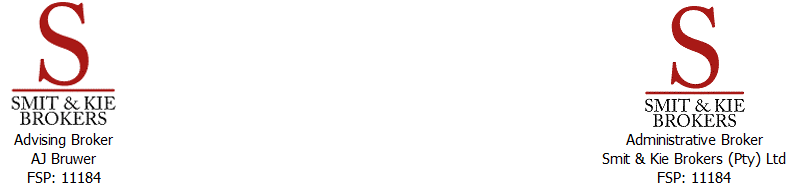 S
SMIT & KIE
BROKERS
Advising Broker
AJ Bruwer
FSP: 11184
S
SMIT & KIE
BROKERS
Administrative Broker
Smit & Kie Brokers (Pty) Ltd
FSP: 11184